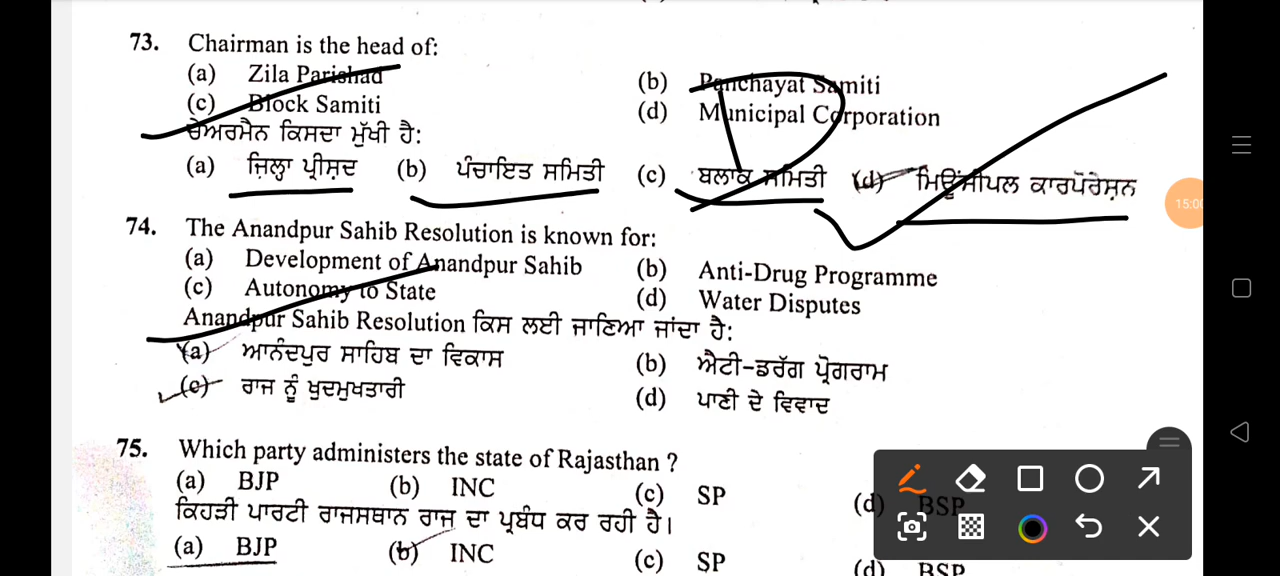 73. Chairman is the head of:
(a) Zila Parishad (b) Panchayat Samiti
(c) Block Samiti (d) Municipal Corporation
ਚੇਅਰਮੈਨ ਕਿਸਦਾ ਮੁੱਖੀ ਹੈ:
(a) ਜ਼ਿਲ੍ਹਾ ਪ੍ਰੀਸ਼ਦ (b) ਪੰਚਾਇਤ ਸਮਿਤੀ (c) ਬਲਾਕ ਸਮਿਤੀ (d) ਮਿਊਂਸੀਪਲ ਕਾਰਪੋਰੇਸ਼ਨ
15:00
74. The Anandpur Sahib Resolution is known for:
(a) Development of Anandpur Sahib (b) Anti-Drug Programme
(c) Autonomy to State (d) Water Disputes
Anandpur Sahib Resolution ਕਿਸ ਲਈ ਜਾਣਿਆ ਜਾਂਦਾ ਹੈ:
(a) ਆਨੰਦਪੁਰ ਸਾਹਿਬ ਦਾ ਵਿਕਾਸ (b) ਐਟੀ-ਡਰੱਗ ਪ੍ਰੋਗਰਾਮ
(c) ਰਾਜ ਨੂੰ ਖੁਦਮੁਖਤਾਰੀ (d) ਪਾਣੀ ਦੇ ਵਿਵਾਦ
75. Which party administers the state of Rajasthan ?
(a) BJP (b) INC (c) SP (d) BSP
ਕਿਹੜੀ ਪਾਰਟੀ ਰਾਜਸਥਾਨ ਰਾਜ ਦਾ ਪ੍ਰਬੰਧ ਕਰ ਰਹੀ ਹੈ।
(a) BJP (b) INC (c) SP (d) BSP